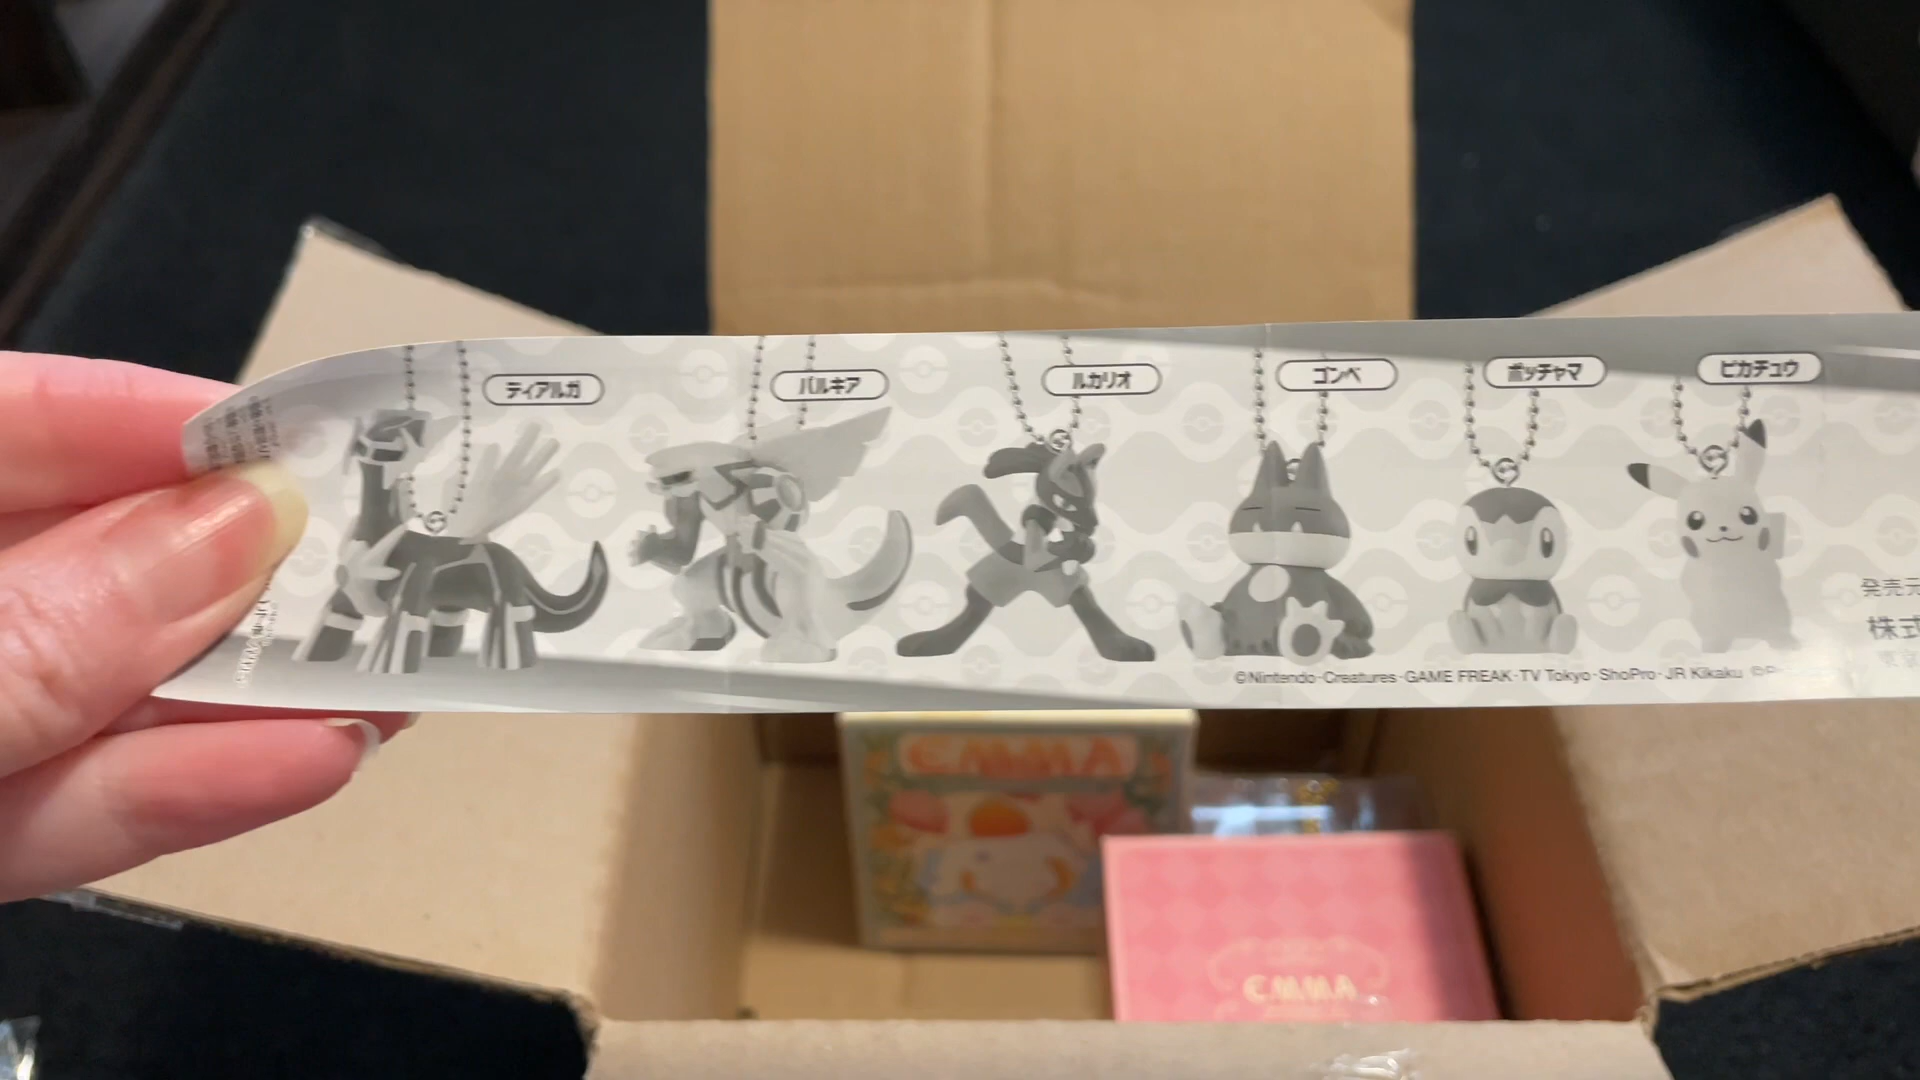 ディアルガ
パルキア
ルカリオ
ゴンベ
ポッチャマ
ピカチュウ
発売元
株式
©Nintendo·Creatures·GAME FREAK·TV Tokyo·ShoPro·JR Kikaku
EMMA
EMMA